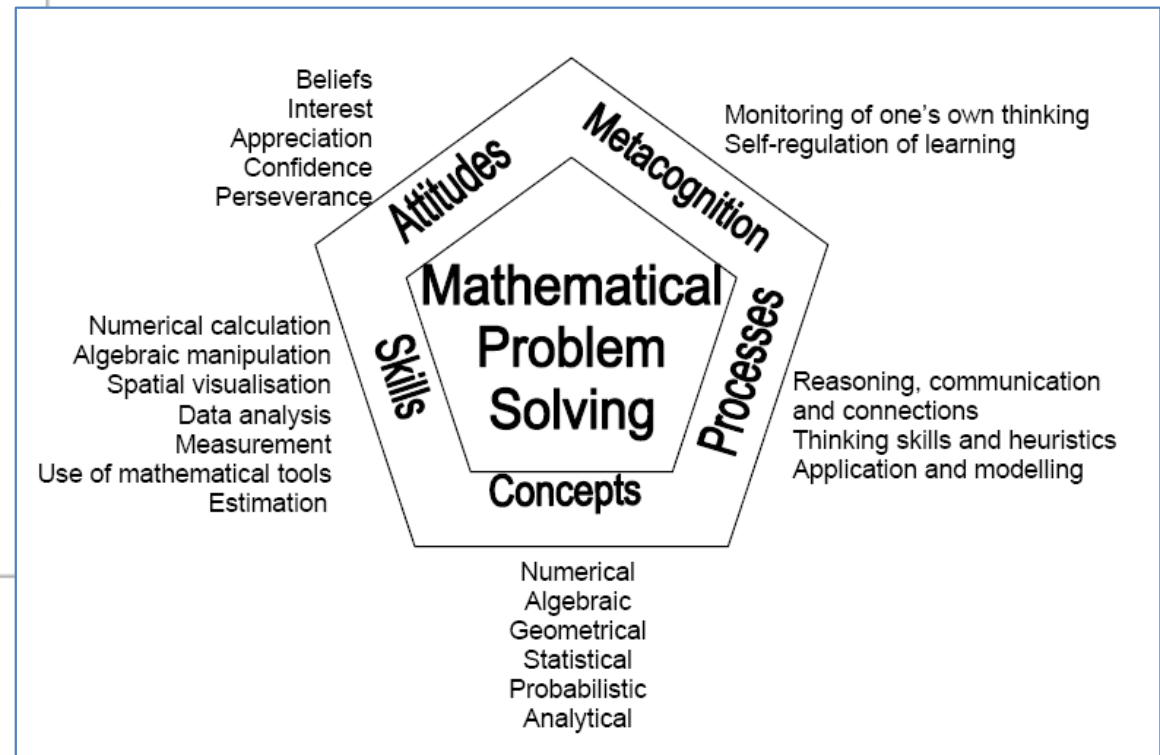 Beliefs
Interest
Appreciation
Confidence
Perseverance
Attitudes
Metacognition
Monitoring of one's own thinking
Self-regulation of learning
Mathematical
Problem
Solving
Skills
Numerical calculation
Algebraic manipulation
Spatial visualisation
Data analysis
Measurement
Use of mathematical tools
Estimation
Processes
Reasoning, communication
and connections
Thinking skills and heuristics
Application and modelling
Concepts
Numerical
Algebraic
Geometrical
Statistical
Probabilistic
Analytical